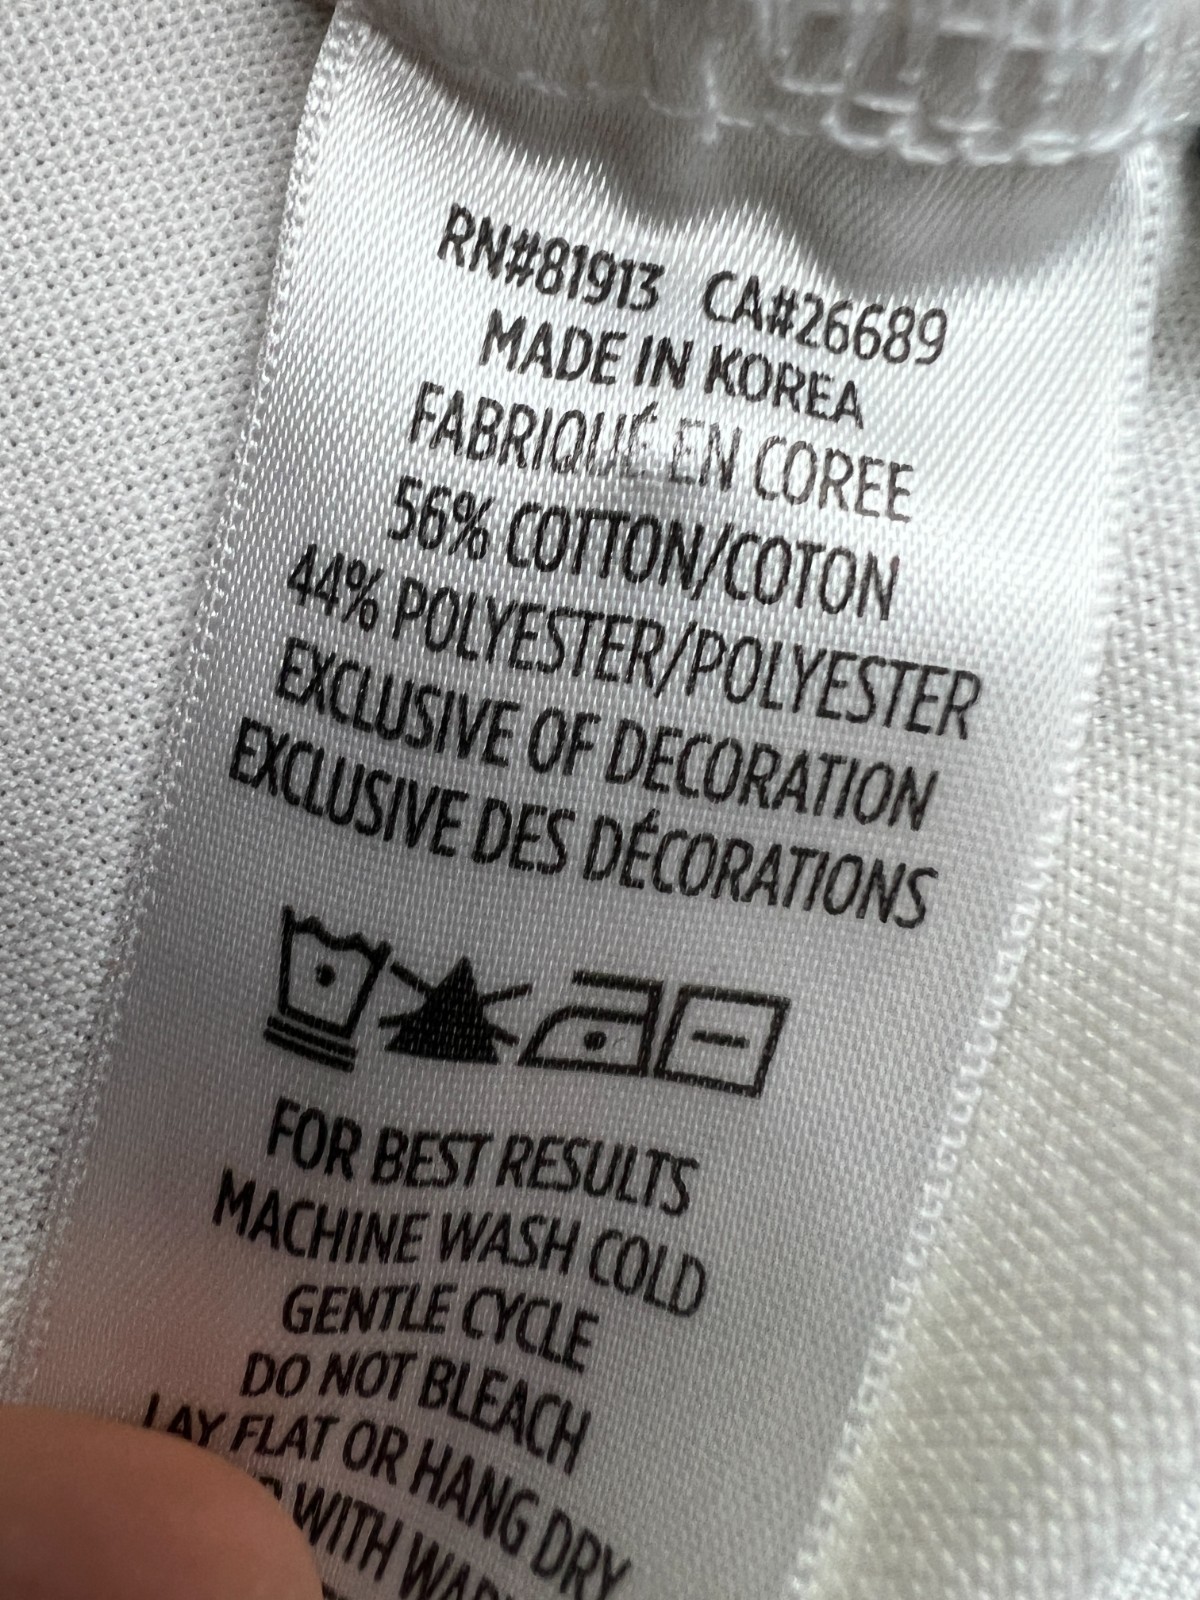 RN#81913 CA#26689
MADE IN KOREA
FABRIQUÉ EN COREE
56% COTTON/COTON
44% POLYESTER/POLYESTER
EXCLUSIVE OF DECORATION
EXCLUSIVE DES DÉCORATIONS
FOR BEST RESULTS
MACHINE WASH COLD
GENTLE CYCLE
DO NOT BLEACH
LAY FLAT OR HANG DRY
WITH